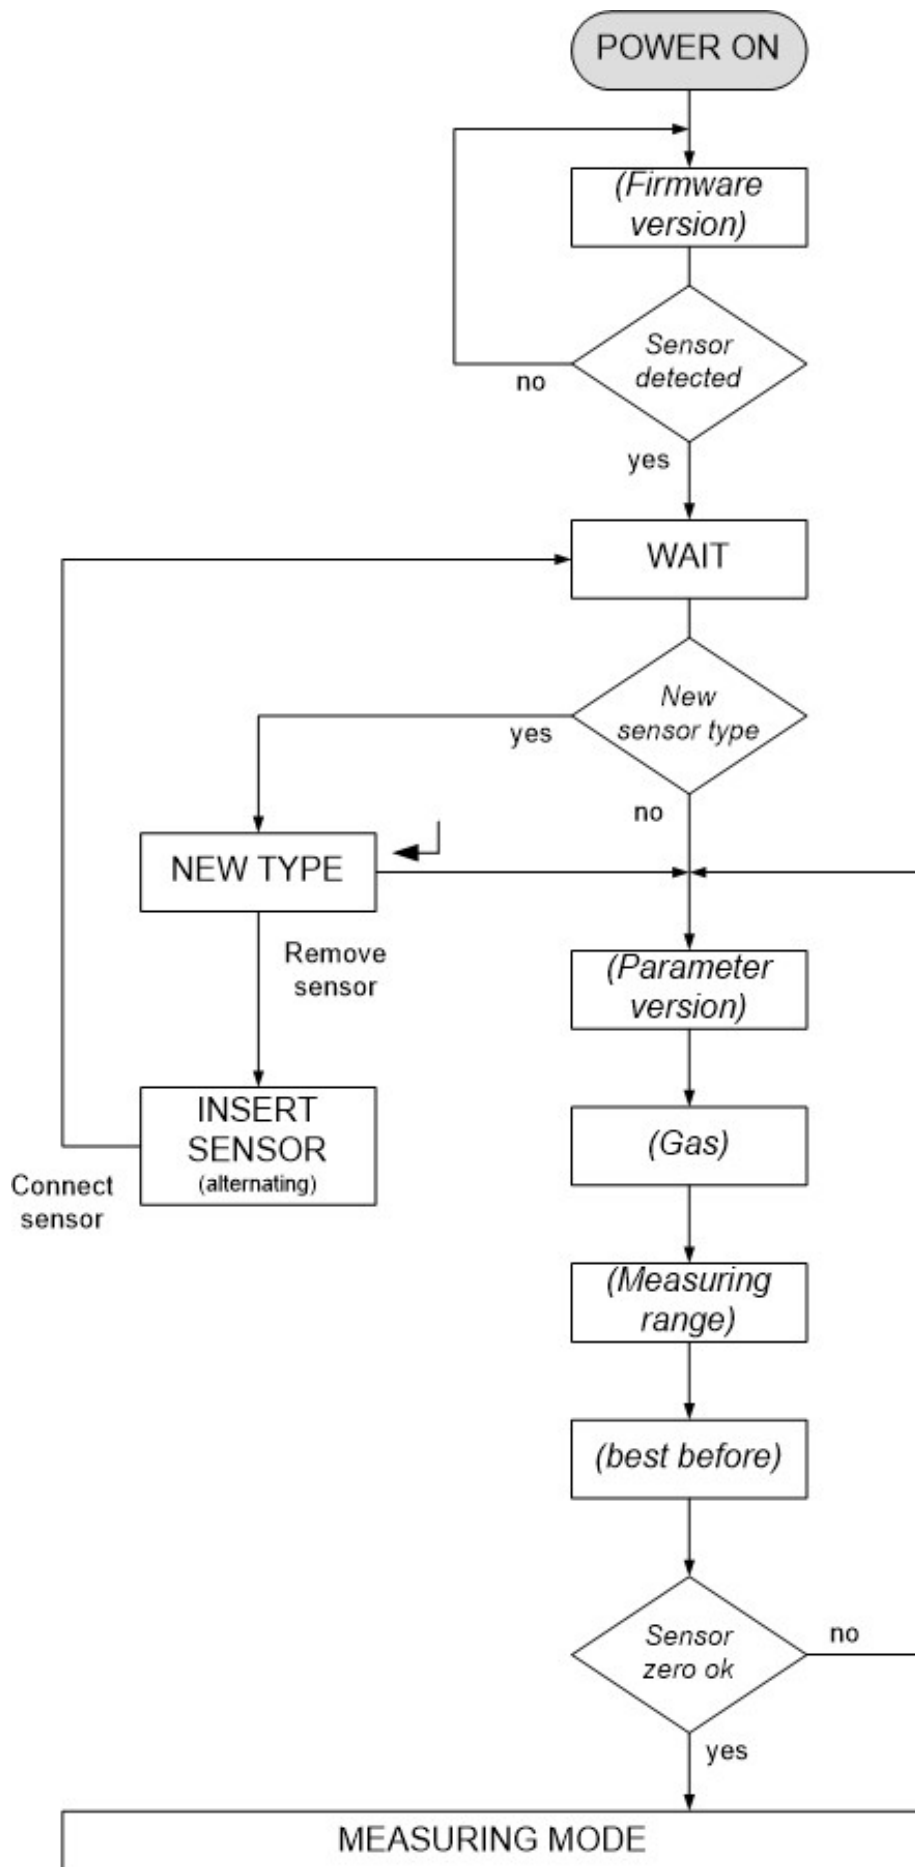 POWER ON
(Firmware
version)
Sensor
detected
no
yes
WAIT
New
sensor type
yes
no
NEW TYPE
Remove
sensor
(Parameter
version)
INSERT
SENSOR
(alternating)
(Gas)
Connect
sensor
(Measuring
range)
(best before)
Sensor
zero ok
no
yes
MEASURING MODE